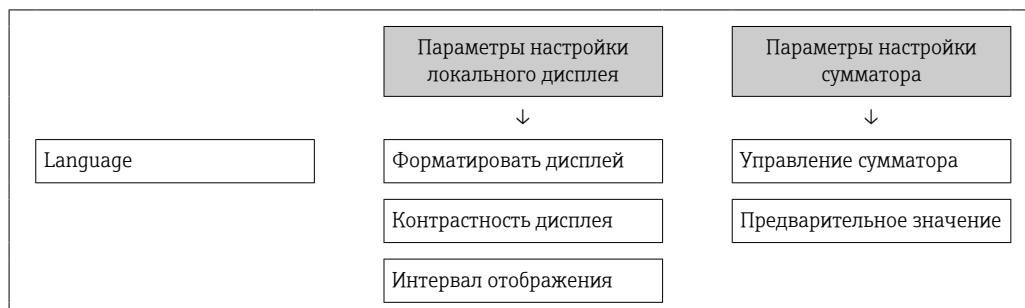 Параметры настройки
локального дисплея
Параметры настройки
сумматора
↓
↓
Language
Форматировать дисплей
Управление сумматора
Контрастность дисплея
Предварительное значение
Интервал отображения